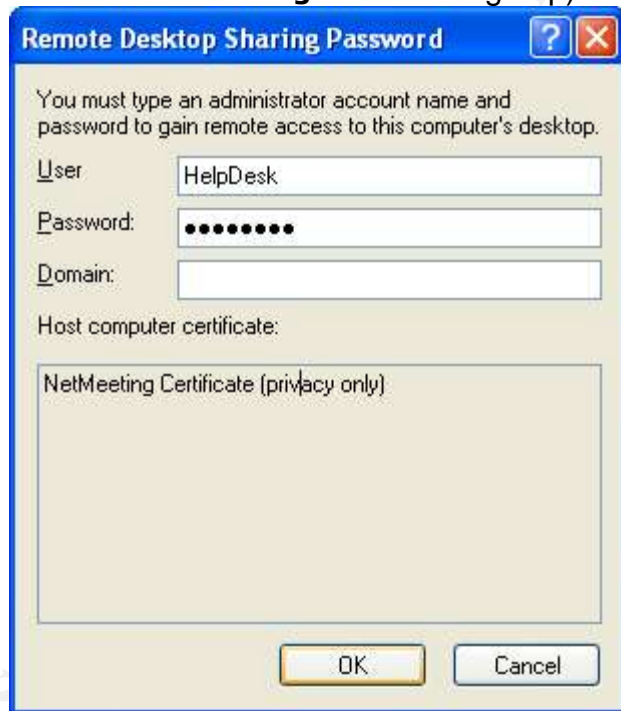 Remote Desktop Sharing Password
You must type an administrator account name and
password to gain remote access to this computer's desktop.
User
HelpDesk
Password:
●●●●●●●●
Domain:
Host computer certificate:
NetMeeting Certificate (privacy only)
OK
Cancel